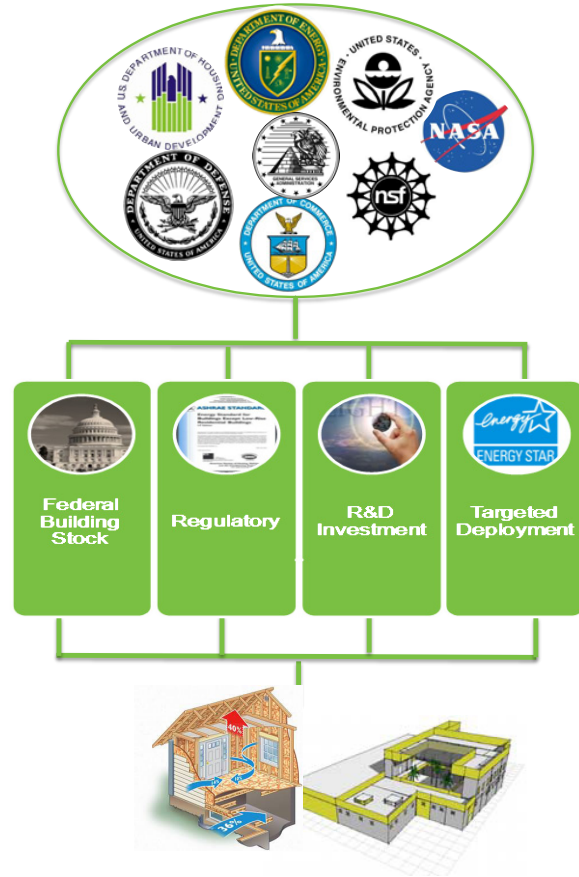 U.S. DEPARTMENT OF HOUSING AND URBAN DEVELOPMENT
DEPARTMENT OF ENERGY
UNITED STATES OF AMERICA
UNITED STATES
ENVIRONMENTAL PROTECTION AGENCY
NASA
GENERAL SERVICES
ADMINISTRATION
DEPARTMENT OF DEFENSE
UNITED STATES OF AMERICA
nsf
DEPARTMENT OF COMMERCE
UNITED STATES OF AMERICA
Federal
Building
Stock
ASHRAE STANDAR
Energy Standard for
Buildings Except Low-Rise
Residential Buildings
Regulatory
R&D
Investment
energy
ENERGY STAR
Targeted
Deployment
40%
36%